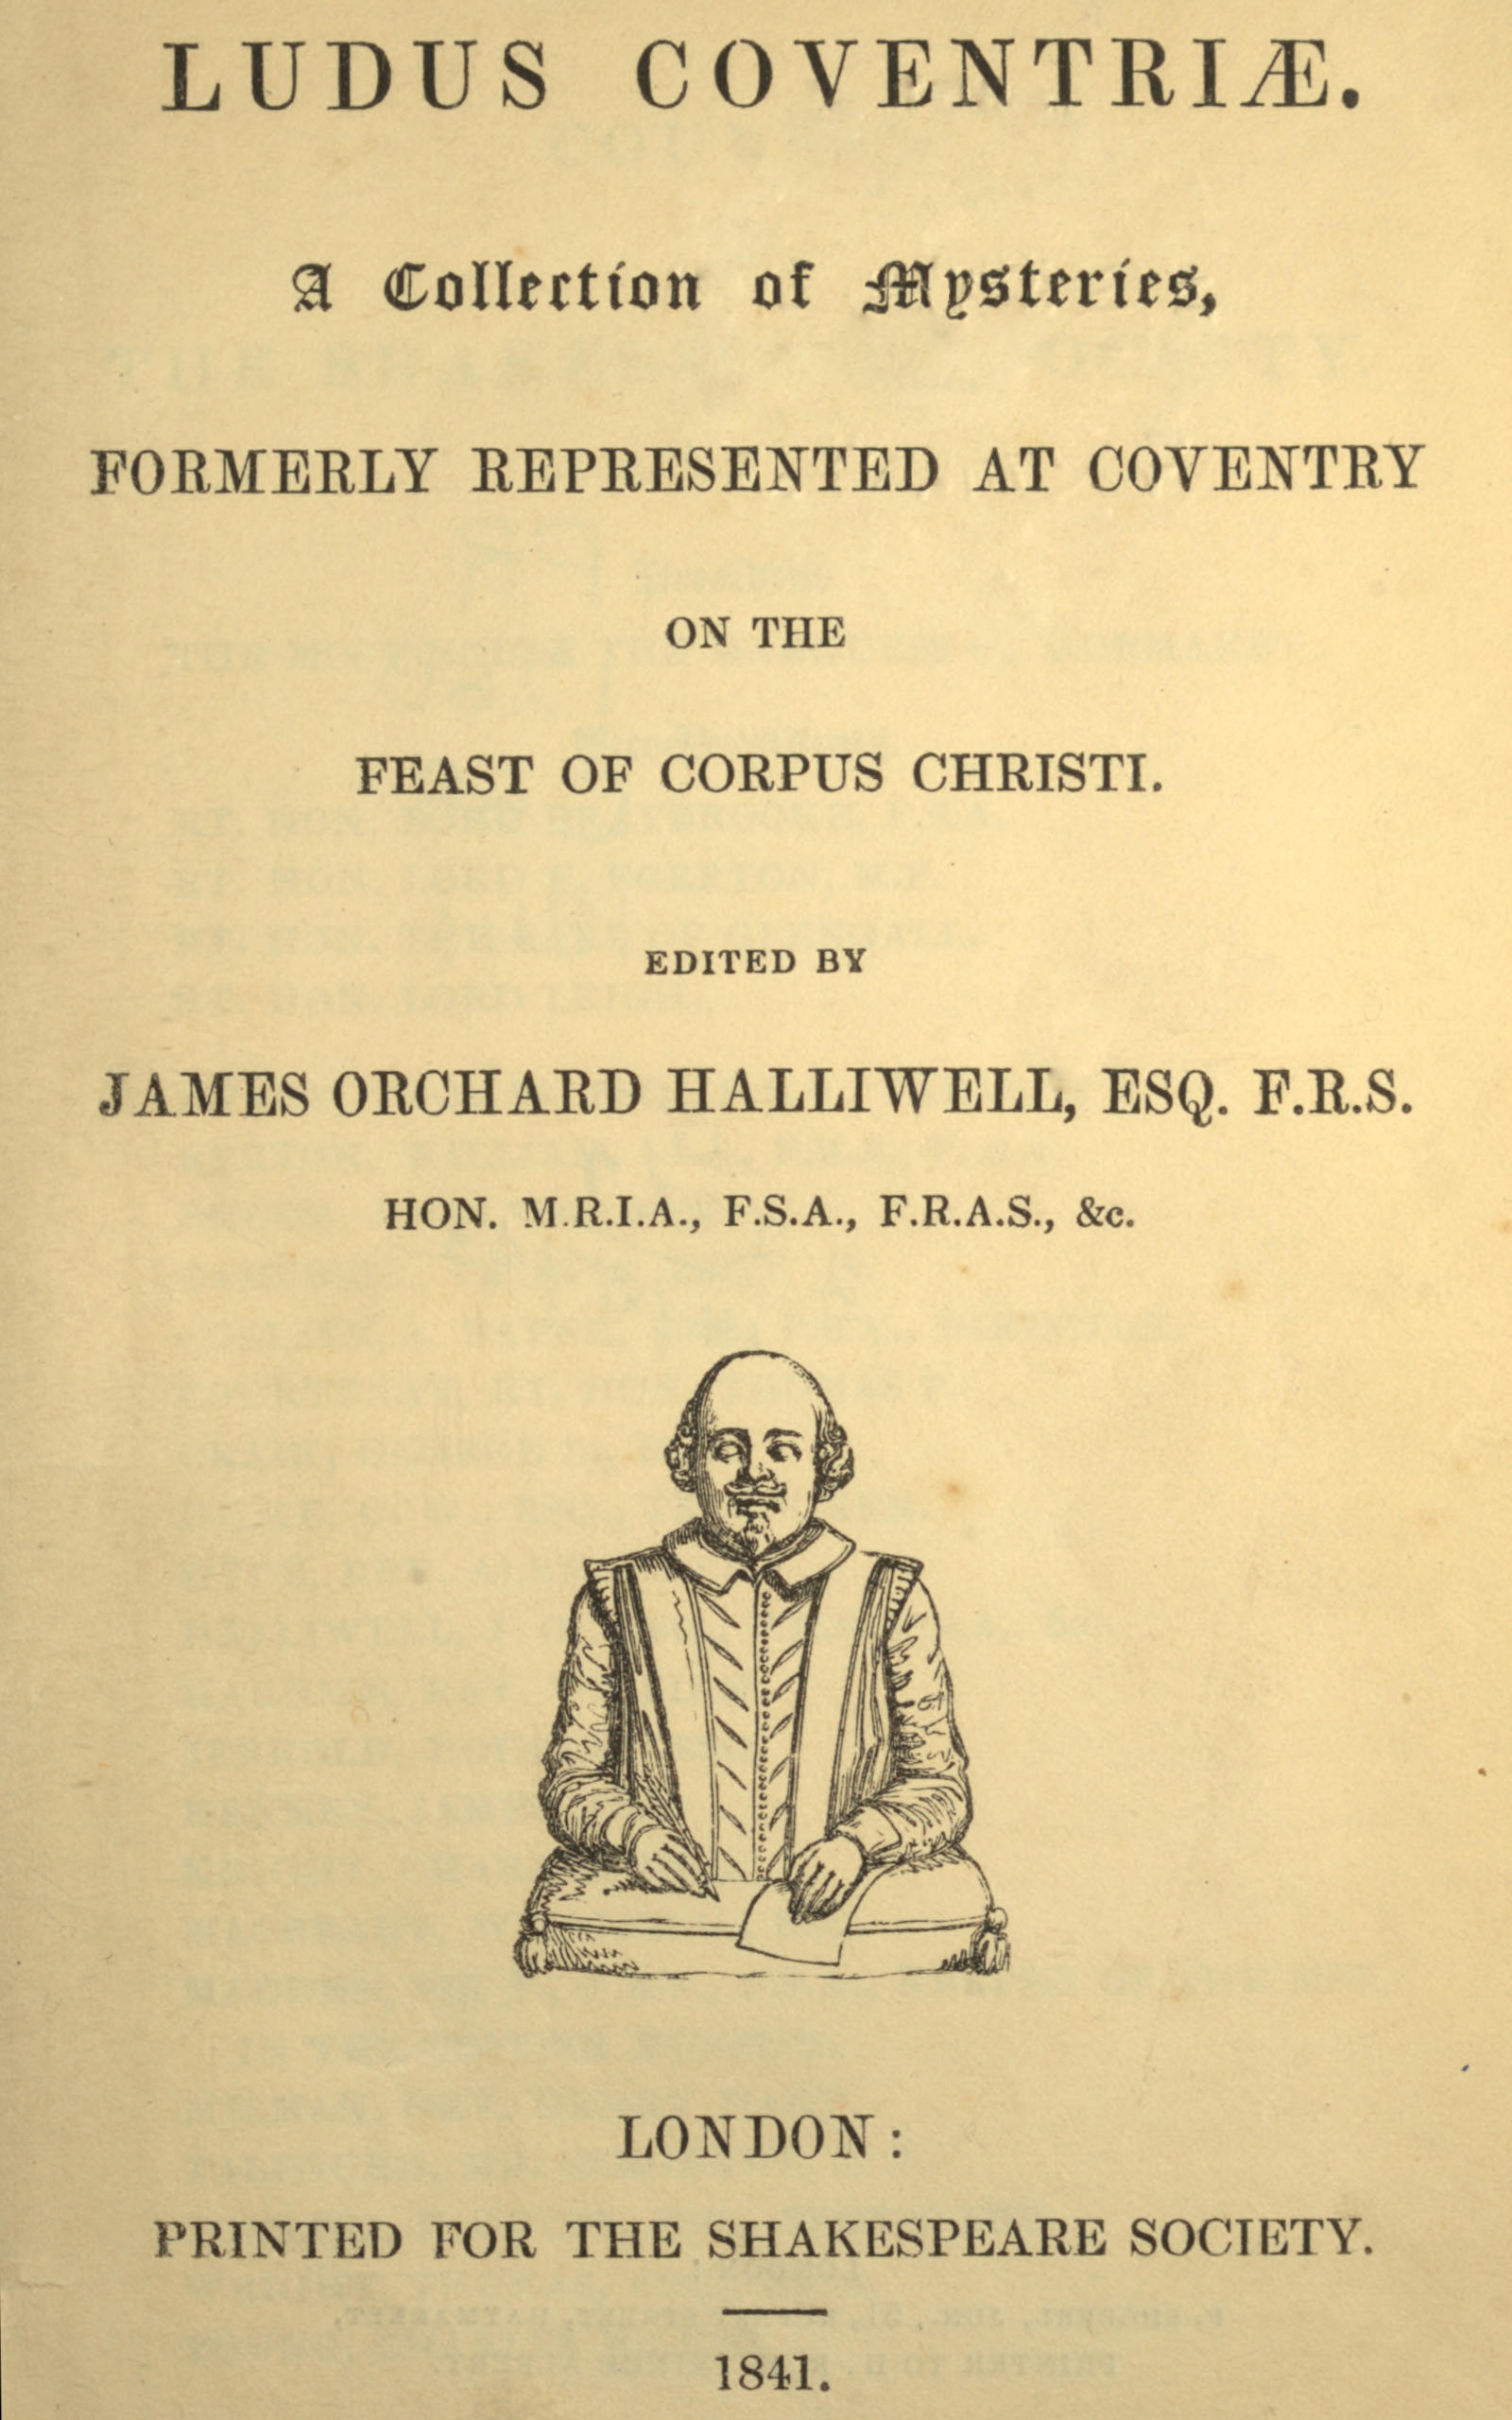 LUDUS COVENTRIÆ.
A Collection of Mysteries,
FORMERLY REPRESENTED AT COVENTRY
ON THE
FEAST OF CORPUS CHRISTI.
EDITED BY
JAMES ORCHARD HALLIWELL, ESQ. F.R.S.
HON. M.R.I.A., F.S.A., F.R.A.S., &c.
LONDON:
PRINTED FOR THE SHAKESPEARE SOCIETY.
1841.